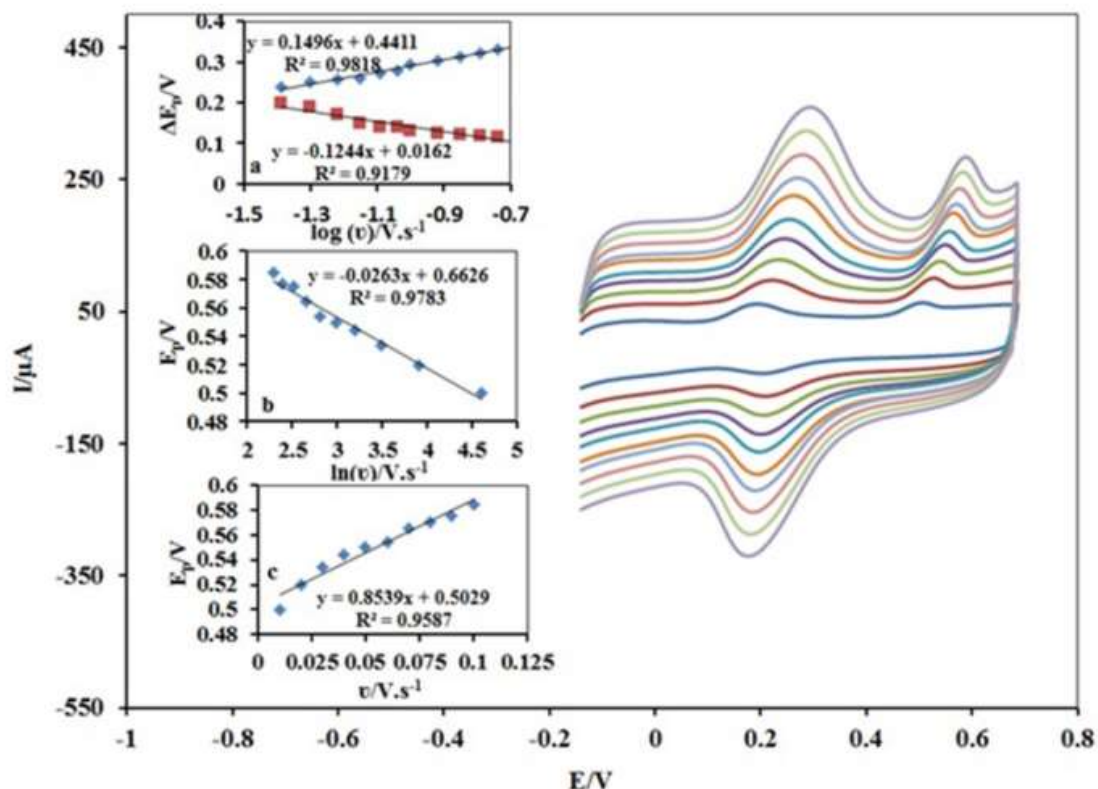 I/µA
450
250
50
-150
-350
-550
-1
-0.8
-0.6
-0.4
-0.2
0
0.2
0.4
0.6
0.8
E/V
ΔEp/V
0.4
0.3
0.2
0.1
0
y = 0.1496x + 0.4411
R² = 0.9818
a
y = -0.1244x + 0.0162
R² = 0.9179
-1.5
-1.3
-1.1
-0.9
-0.7
log (υ)/V.s⁻¹
Ep/V
0.6
0.58
0.56
0.54
0.52
0.5
0.48
y = -0.0263x + 0.6626
R² = 0.9783
b
2
2.5
3
3.5
4
4.5
5
ln(υ)/V.s⁻¹
Ep/V
0.6
0.58
0.56
0.54
0.52
0.5
0.48
c
y = 0.8539x + 0.5029
R² = 0.9587
0
0.025
0.05
0.075
0.1
0.125
υ/V.s⁻¹